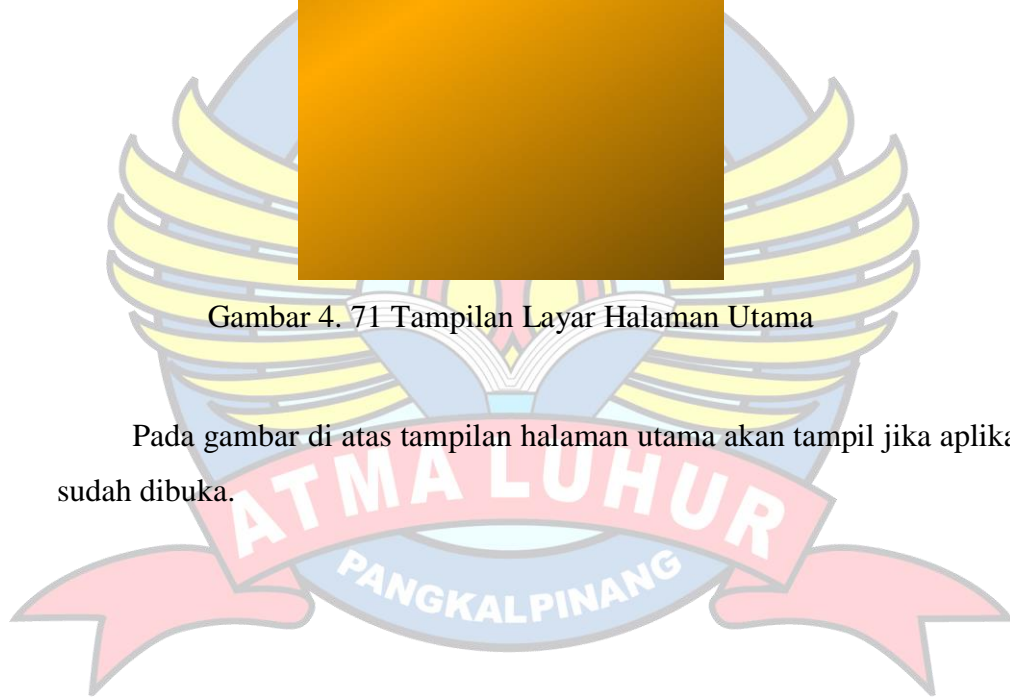 Gambar 4. 71 Tampilan Layar Halaman Utama
Pada gambar di atas tampilan halaman utama akan tampil jika aplika
sudah dibuka.
ATMA LUHUR
PANGKALPINANG